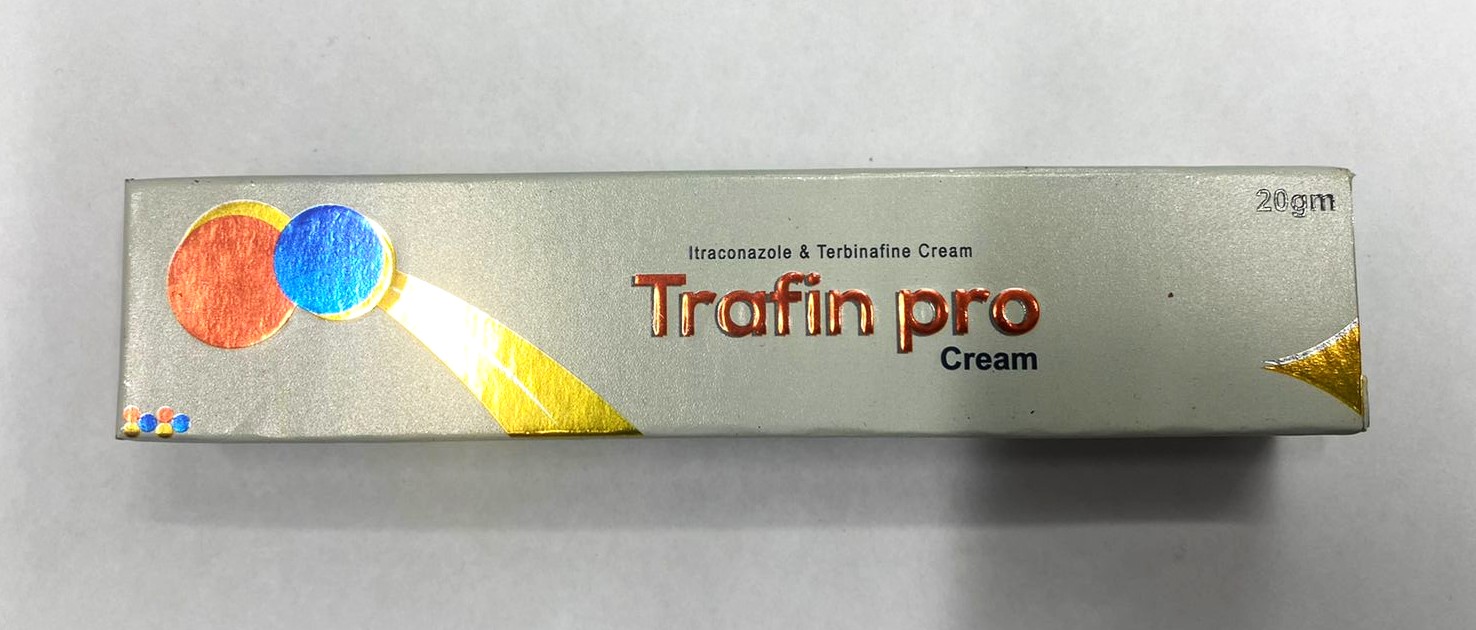 20gm
Itraconazole & Terbinafine Cream
Trafin pro
Cream